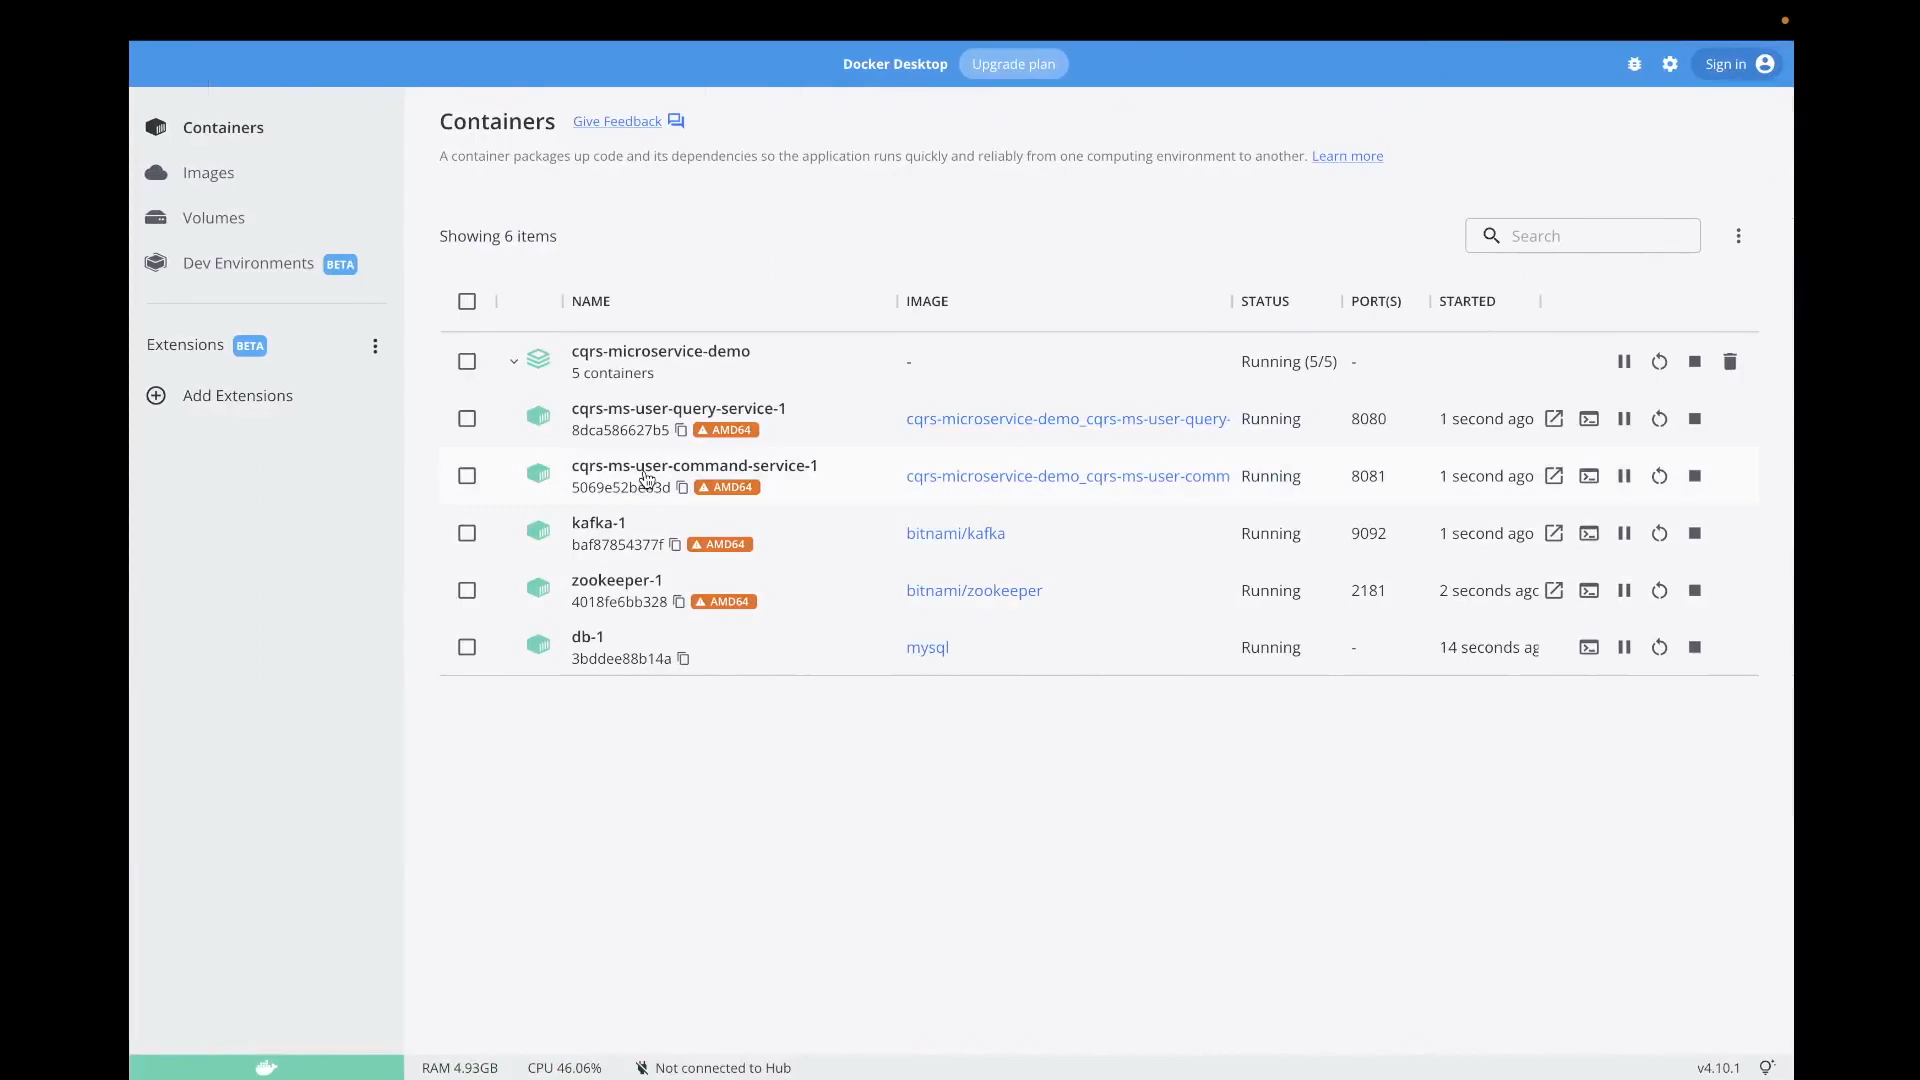 Docker Desktop Upgrade plan Sign in
Containers
Images
Volumes
Dev Environments BETA
Extensions BETA
Add Extensions
Containers Give Feedback
A container packages up code and its dependencies so the application runs quickly and reliably from one computing environment to another. Learn more
Showing 6 items Search
NAME IMAGE STATUS PORT(S) STARTED
cqrs-microservice-demo - Running (5/5) -
5 containers
cqrs-ms-user-query-service-1
8dca586627b5 AMD64 cqrs-microservice-demo_cqrs-ms-user-query- Running 8080 1 second ago
cqrs-ms-user-command-service-1
AMD64 cqrs-microservice-demo_cqrs-ms-user-comm Running 8081 1 second ago
kafka-1
baf87854377f AMD64 bitnami/kafka Running 9092 1 second ago
zookeeper-1
4018fe6bb328 AMD64 bitnami/zookeeper Running 2181 2 seconds agc
db-1
3bddee88b14a mysql Running - 14 seconds ag
RAM 4.93GB CPU 46.06% Not connected to Hub v4.10.1